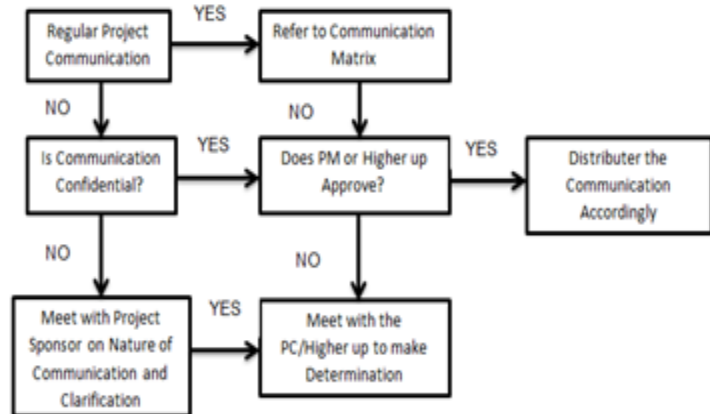 YES
Regular Project
Communication
Refer to Communication
Matrix
NO
NO
Is Communication
Confidential?
YES
Does PM or Higher up
Approve?
YES
Distributer the
Communication
Accordingly
NO
NO
Meet with Project
Sponsor on Nature of
Communication and
Clarification
YES
Meet with the
PC/Higher up to make
Determination